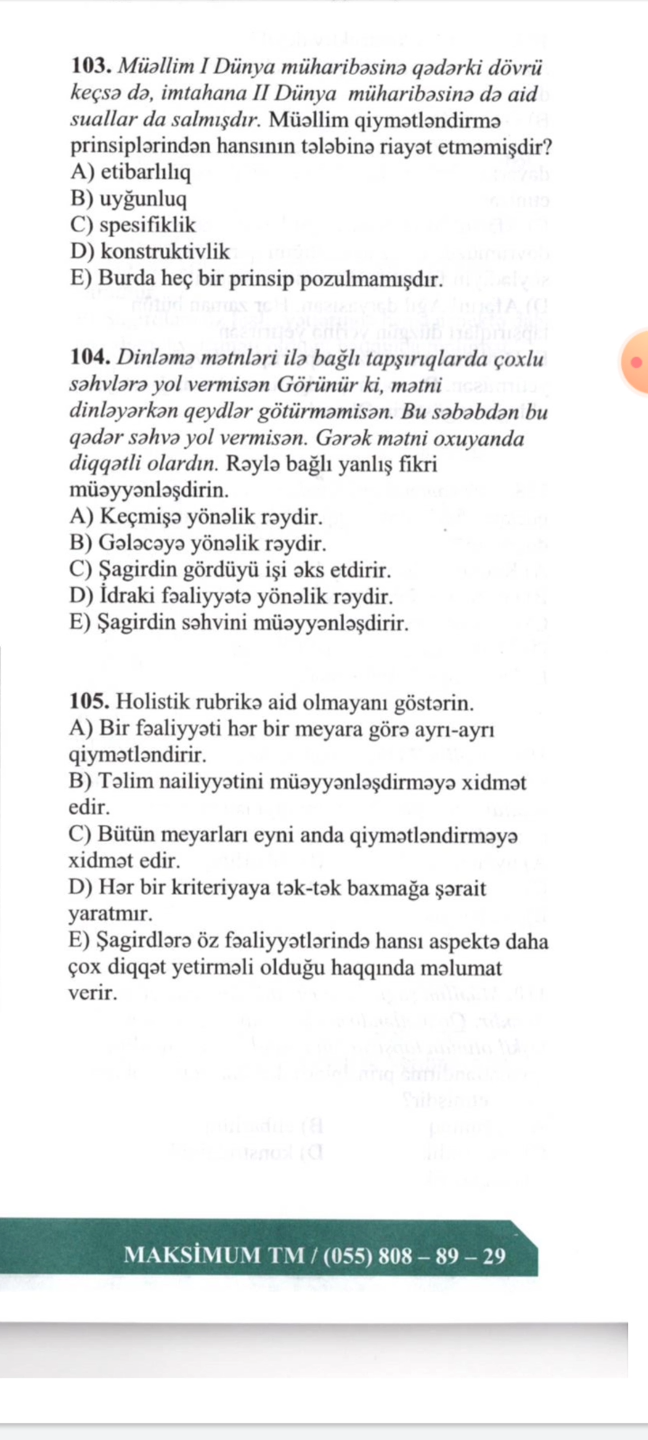 103. Müəllim I Dünya müharibəsinə qədərki dövrü
keçsə də, imtahana II Dünya müharibəsinə də aid
suallar da salmışdır. Müəllim qiymətləndirmə
prinsiplərindən hansının tələbinə riayət etməmişdir?
A) etibarlılıq
B) uyğunluq
C) spesifiklik
D) konstruktivlik
E) Burda heç bir prinsip pozulmamışdır.
104. Dinləmə mətnləri ilə bağlı tapşırıqlarda çoxlu
səhvlərə yol vermisən Görünür ki, mətni
dinləyərkən qeydlər götürməmisən. Bu səbəbdən bu
qədər səhvə yol vermisən. Gərək mətni oxuyanda
diqqətli olardın. Rəylə bağlı yanlış fikri
müəyyənləşdirin.
A) Keçmişə yönəlik rəydir.
B) Gələcəyə yönəlik rəydir.
C) Şagirdin gördüyü işi əks etdirir.
D) İdraki fəaliyyətə yönəlik rəydir.
E) Şagirdin səhvini müəyyənləşdirir.
105. Holistik rubrikə aid olmayanı göstərin.
A) Bir fəaliyyəti hər bir meyara görə ayrı-ayrı
qiymətləndirir.
B) Təlim nailiyyətini müəyyənləşdirməyə xidmət
edir.
C) Bütün meyarları eyni anda qiymətləndirməyə
xidmət edir.
D) Hər bir kriteriyaya tək-tək baxmağa şərait
yaratmır.
E) Şagirdlərə öz fəaliyyətlərində hansı aspektə daha
çox diqqət yetirməli olduğu haqqında məlumat
verir.
MAKSİMUM TM / (055) 808 – 89 – 29